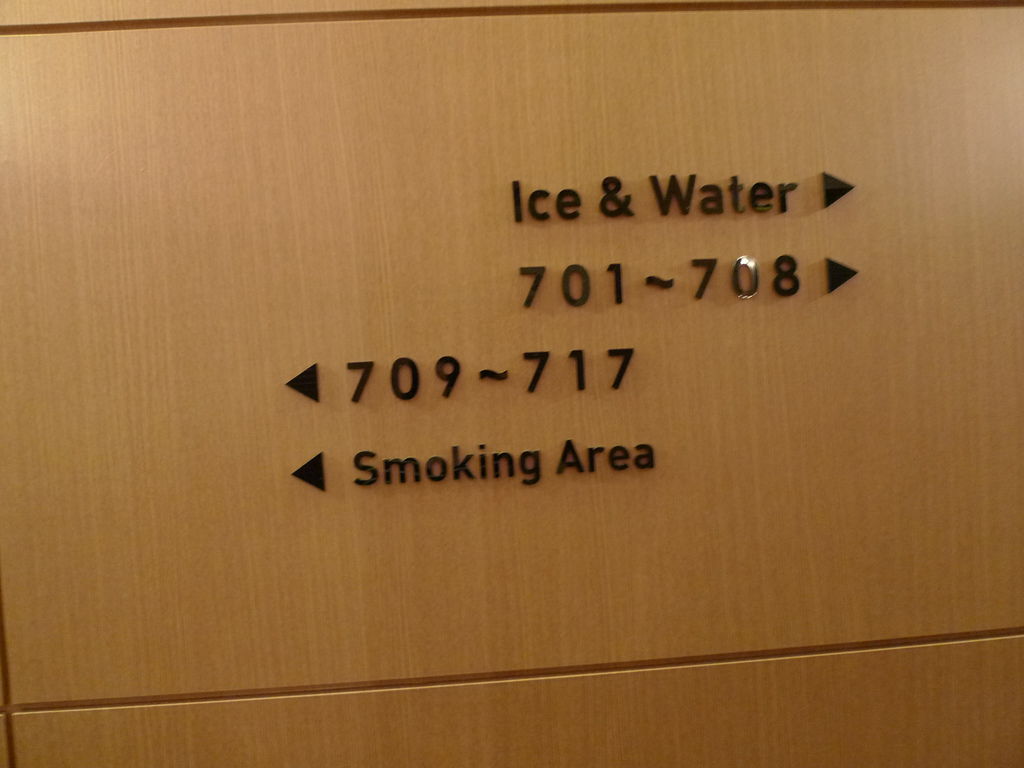 Ice & Water ▶
701~708 ▶
◀ 709~717
◀ Smoking Area